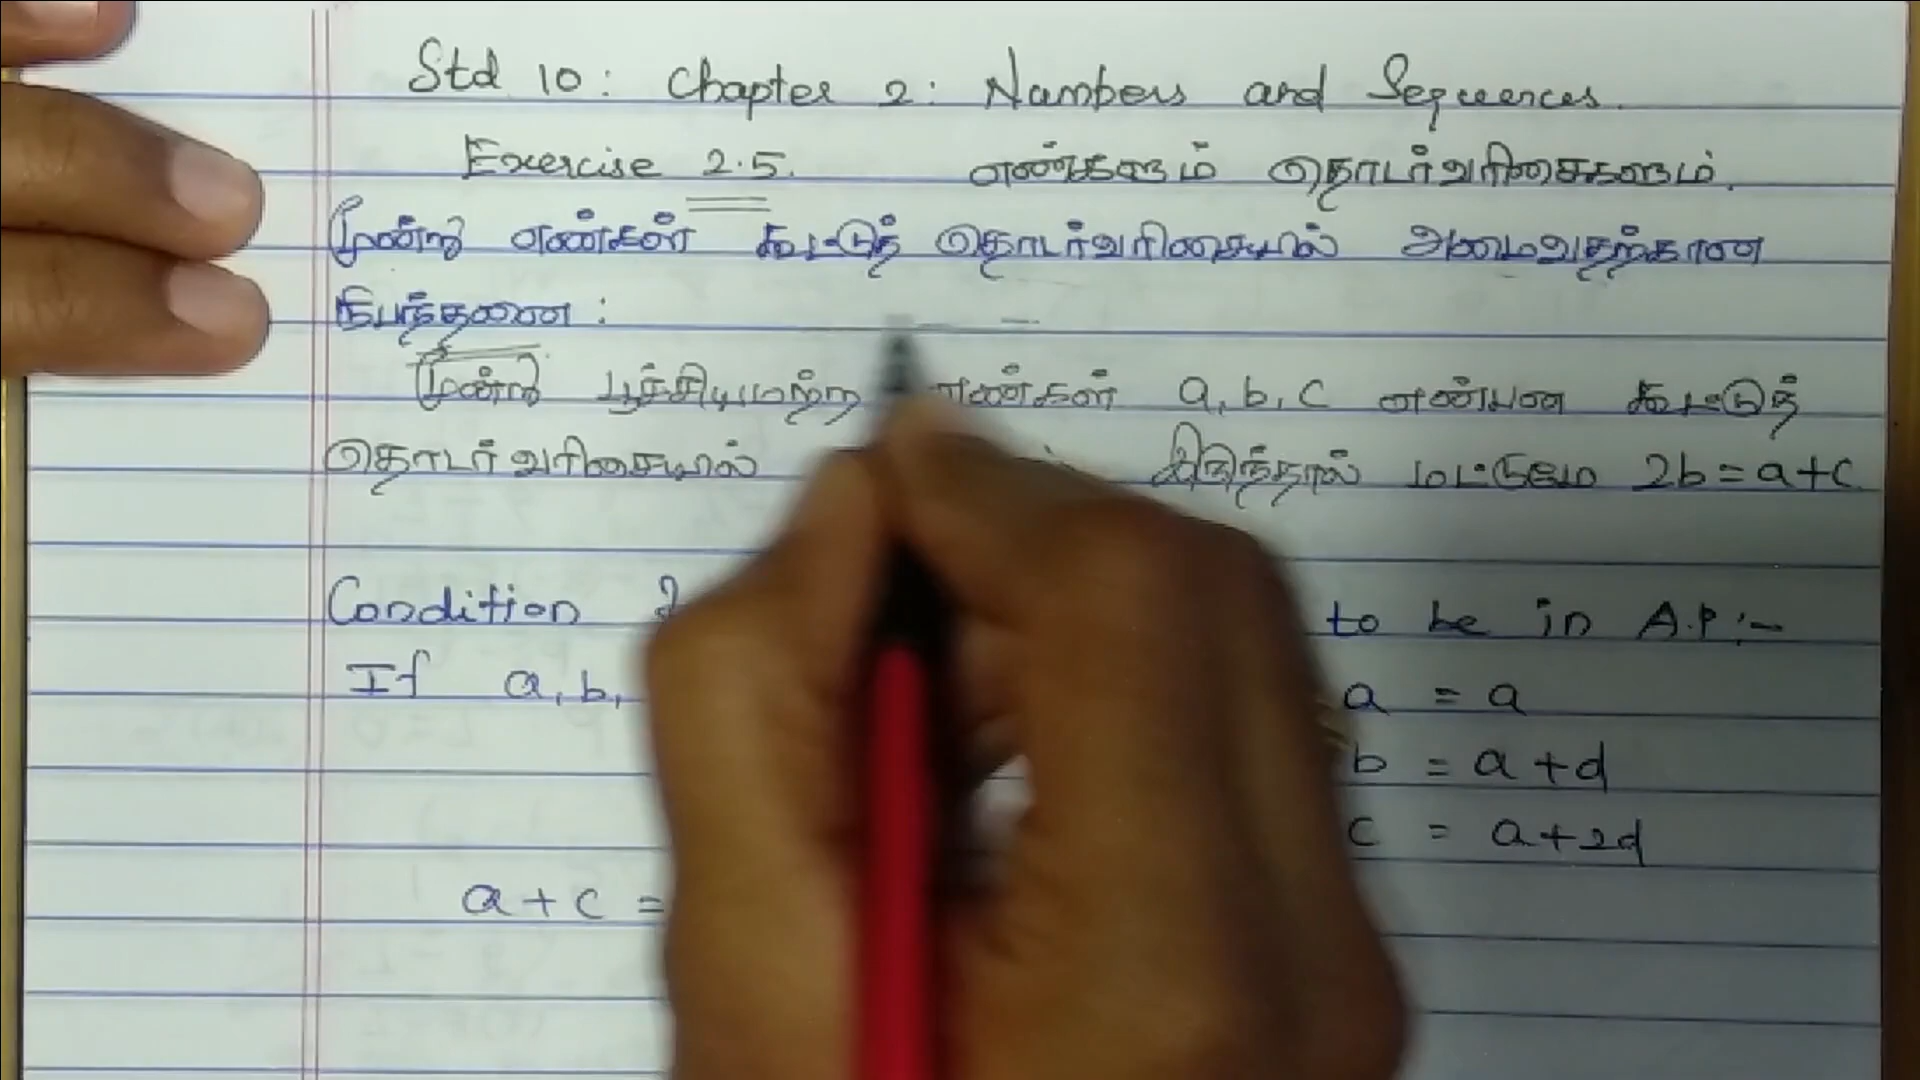 Std 10: Chapter 2: Numbers and Sequences.
Exercise 2.5. எண்களும் தொடர்வரிசைகளும்.
மூன்று எண்கள் கூட்டுத் தொடர்வரிசையில் அமைவதற்கான
நிபந்தனை :
மூன்று பூச்சியமற்ற எண்கள் a, b, c என்பன கூட்டுத்
தொடர் வரிசையில் இருந்தால் மட்டுமே 2b = a+c
Condition to be in A.P :-
If a, b, a = a
b = a + d
c = a + 2d
a + c =